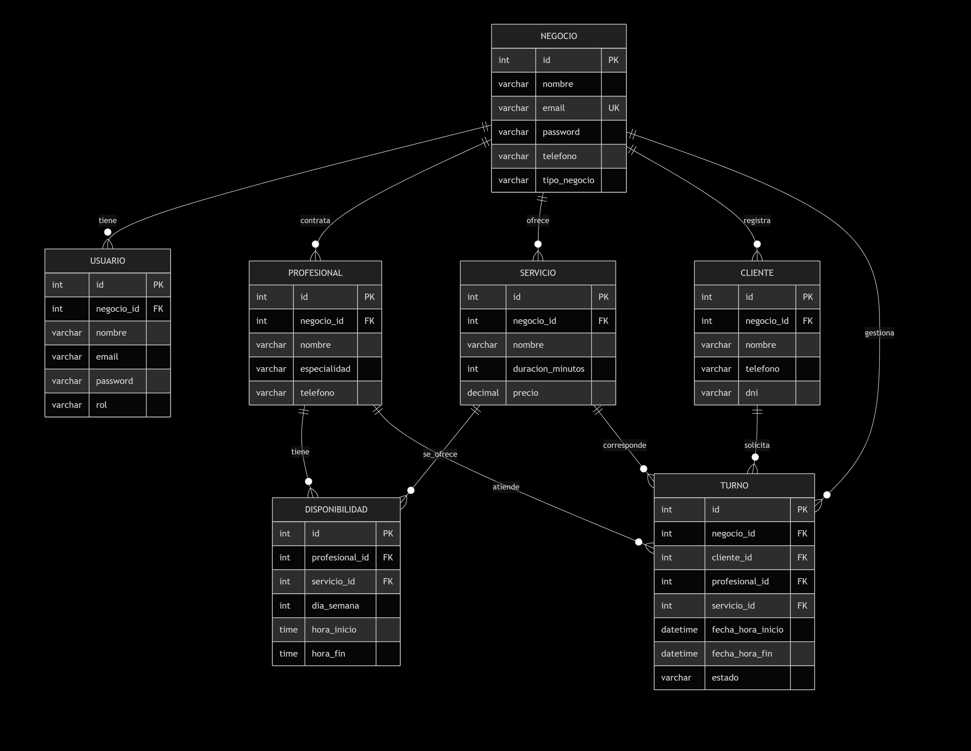 NEGOCIO
int id PK
varchar nombre
varchar email UK
varchar password
varchar telefono
varchar tipo_negocio
tiene
contrata
ofrece
registra
gestiona
USUARIO
int id PK
int negocio_id FK
varchar nombre
varchar email
varchar password
varchar rol
PROFESIONAL
int id PK
int negocio_id FK
varchar nombre
varchar especialidad
varchar telefono
SERVICIO
int id PK
int negocio_id FK
varchar nombre
int duracion_minutos
decimal precio
CLIENTE
int id PK
int negocio_id FK
varchar nombre
varchar telefono
varchar dni
tiene
se_ofrece
atiende
corresponde
solicita
DISPONIBILIDAD
int id PK
int profesional_id FK
int servicio_id FK
int dia_semana
time hora_inicio
time hora_fin
TURNO
int id PK
int negocio_id FK
int cliente_id FK
int profesional_id FK
int servicio_id FK
datetime fecha_hora_inicio
datetime fecha_hora_fin
varchar estado